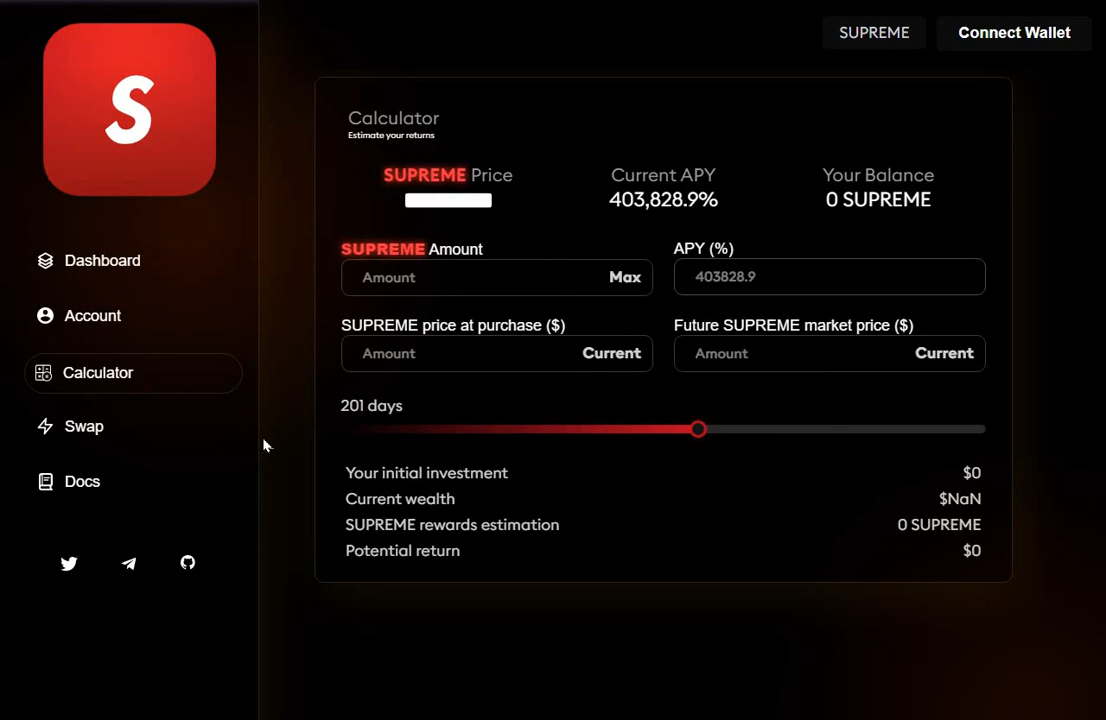 S
SUPREME
Connect Wallet
Dashboard
Account
Calculator
Swap
Docs
Calculator
Estimate your returns
SUPREME Price
Current APY
403,828.9%
Your Balance
0 SUPREME
SUPREME Amount
Amount
Max
APY (%)
403828.9
SUPREME price at purchase ($)
Amount
Current
Future SUPREME market price ($)
Amount
Current
201 days
Your initial investment $0
Current wealth $NaN
SUPREME rewards estimation 0 SUPREME
Potential return $0